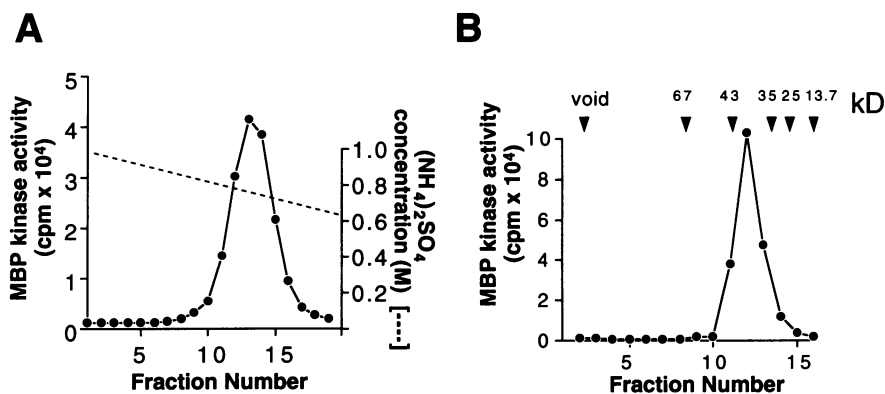 A
MBP kinase activity
(cpm x 10⁴)
5
4
3
2
1
0
5
10
15
Fraction Number
1.0
0.8
0.6
0.4
0.2
(NH₄)₂SO₄
concentration (M) [----]
B
void
67
43
35
25
13.7
kD
MBP kinase activity
(cpm x 10⁴)
10
8
6
4
2
0
5
10
15
Fraction Number